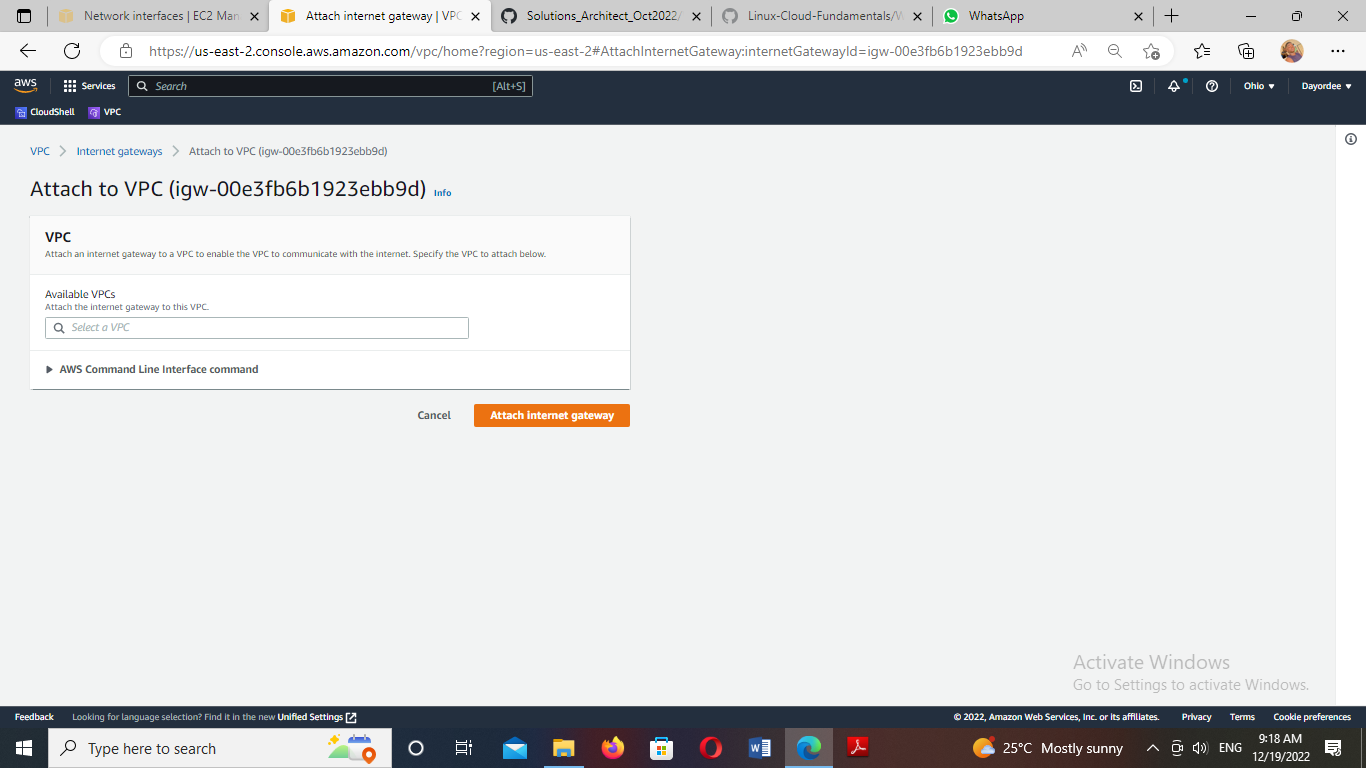 Network interfaces | EC2 Man
Attach internet gateway | VPC
Solutions_Architect_Oct2022/
Linux-Cloud-Fundamentals/W
WhatsApp
https://us-east-2.console.aws.amazon.com/vpc/home?region=us-east-2#AttachInternetGateway:internetGatewayId=igw-00e3fb6b1923ebb9d
aws
Services
Search
[Alt+S]
Ohio
Dayordee
CloudShell
VPC
VPC
Internet gateways
Attach to VPC (igw-00e3fb6b1923ebb9d)
Attach to VPC (igw-00e3fb6b1923ebb9d) Info
VPC
Attach an internet gateway to a VPC to enable the VPC to communicate with the internet. Specify the VPC to attach below.
Available VPCs
Attach the internet gateway to this VPC.
Select a VPC
AWS Command Line Interface command
Cancel
Attach internet gateway
Activate Windows
Go to Settings to activate Windows.
Feedback
Looking for language selection? Find it in the new Unified Settings
© 2022, Amazon Web Services, Inc. or its affiliates.
Privacy
Terms
Cookie preferences
Type here to search
25°C Mostly sunny
ENG
9:18 AM
12/19/2022